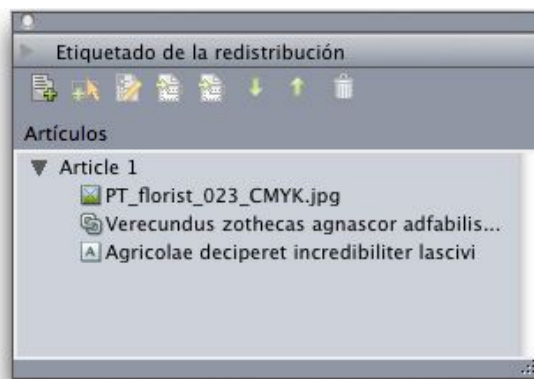 Etiquetado de la redistribución
Artículos
Article 1
PT_florist_023_CMYK.jpg
Verecundus zothecas agnascor adfabilis...
A Agricolae deciperet incredibiliter lascivi